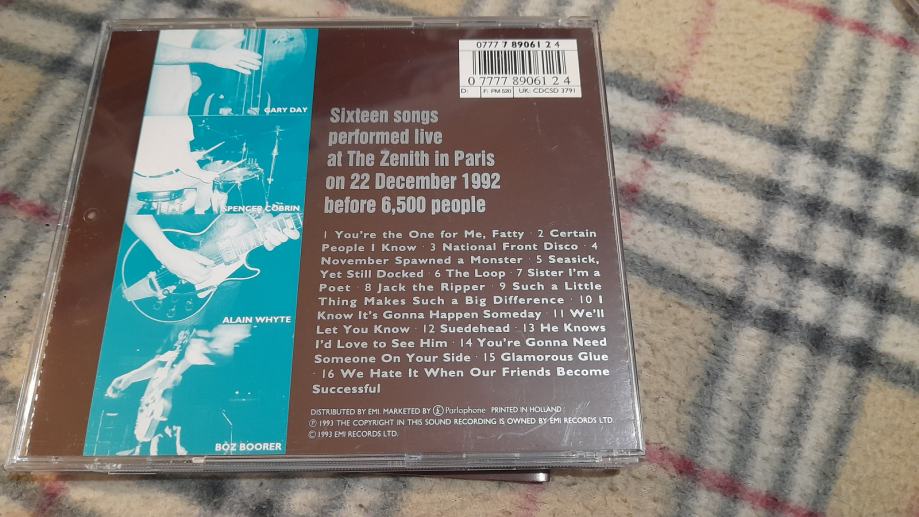 0777 7 89061 2 4
0 77777 89061 2 4
D: F: PM 520 UK: CDCSD 3791
GARY DAY
SPENCER COBRIN
ALAIN WHYTE
BOZ BOORER
Sixteen songs
performed live
at The Zenith in Paris
on 22 December 1992
before 6,500 people
1 You're the One for Me, Fatty · 2 Certain
People I Know · 3 National Front Disco · 4
November Spawned a Monster · 5 Seasick,
Yet Still Docked · 6 The Loop · 7 Sister I'm a
Poet · 8 Jack the Ripper · 9 Such a Little
Thing Makes Such a Big Difference · 10 I
Know It's Gonna Happen Someday · 11 We'll
Let You Know · 12 Suedehead · 13 He Knows
I'd Love to See Him · 14 You're Gonna Need
Someone On Your Side · 15 Glamorous Glue
· 16 We Hate It When Our Friends Become
Successful
DISTRIBUTED BY EMI. MARKETED BY Parlophone PRINTED IN HOLLAND
℗ 1993 THE COPYRIGHT IN THIS SOUND RECORDING IS OWNED BY EMI RECORDS LTD
© 1993 EMI RECORDS LTD.